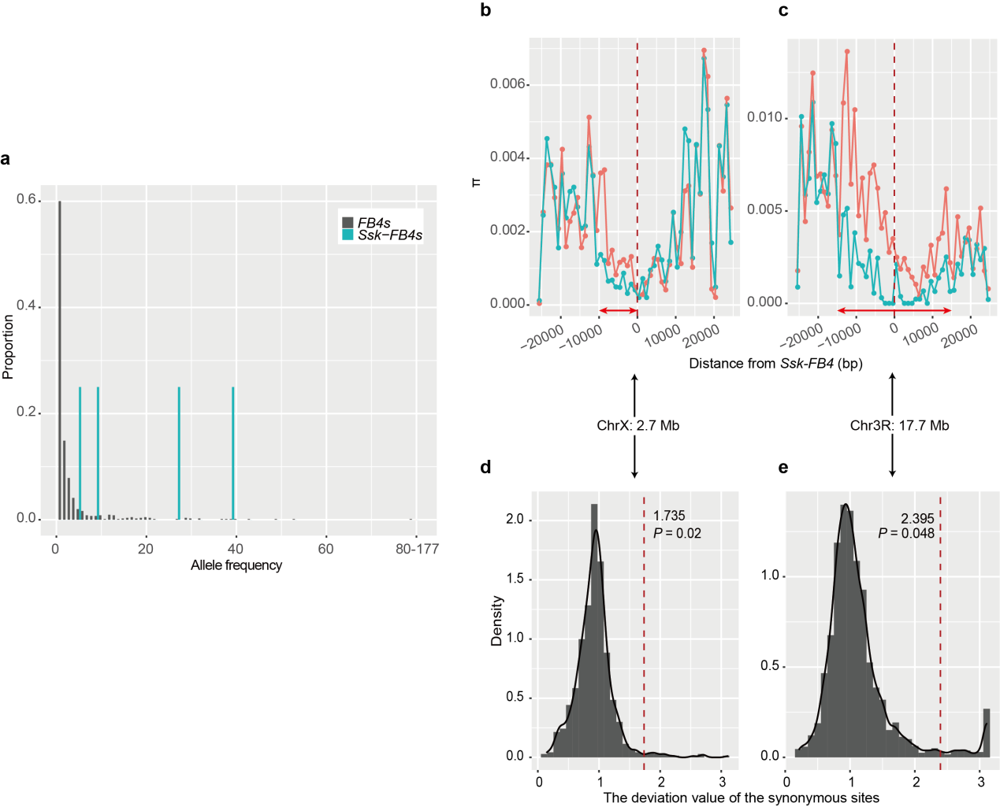 a
0.6
0.4
0.2
0.0
Proportion
FB4s
Ssk−FB4s
0
20
40
60
80-177
Allele frequency
b
π
0.006
0.004
0.002
0.000
−20000
−10000
0
10000
20000
c
0.010
0.005
0.000
−20000
−10000
0
10000
20000
Distance from Ssk-FB4 (bp)
ChrX: 2.7 Mb
Chr3R: 17.7 Mb
d
Density
2.0
1.5
1.0
0.5
0.0
1.735
P = 0.02
0
1
2
3
e
1.0
0.5
0.0
2.395
P = 0.048
0
1
2
3
The deviation value of the synonymous sites